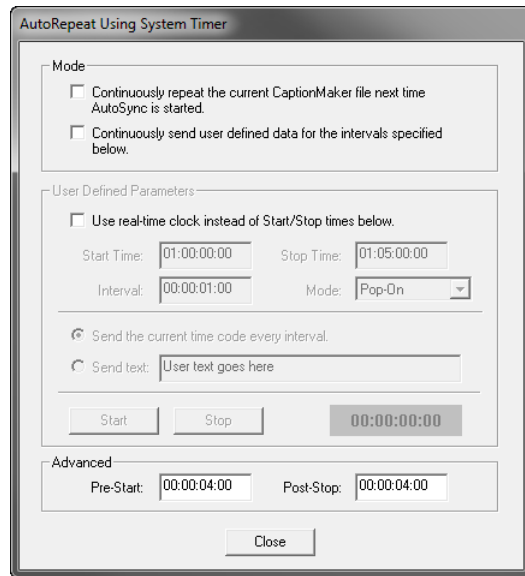 AutoRepeat Using System Timer
Mode
Continuously repeat the current CaptionMaker file next time
AutoSync is started.
Continuously send user defined data for the intervals specified
below.
User Defined Parameters
Use real-time clock instead of Start/Stop times below.
Start Time: 01:00:00:00 Stop Time: 01:05:00:00
Interval: 00:00:01:00 Mode: Pop-On
Send the current time code every interval.
Send text: User text goes here
Start Stop 00:00:00:00
Advanced
Pre-Start: 00:00:04:00 Post-Stop: 00:00:04:00
Close